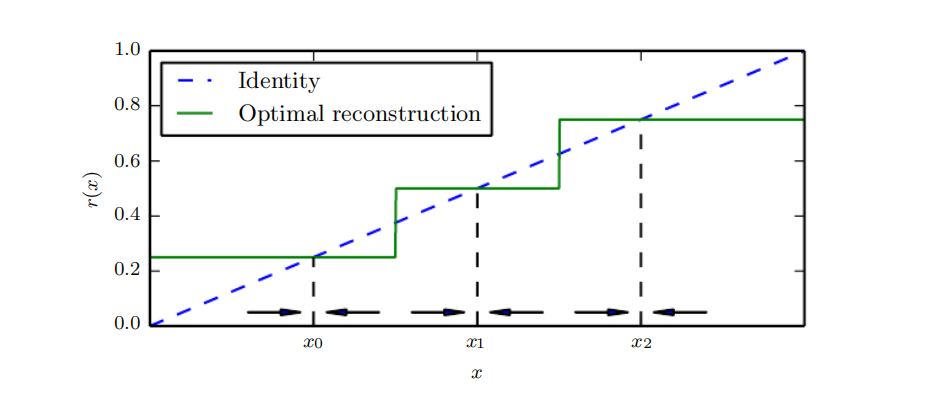 1.0
Identity
Optimal reconstruction
0.8
0.6
r(x)
0.4
0.2
0.0
x0 x1 x2
x